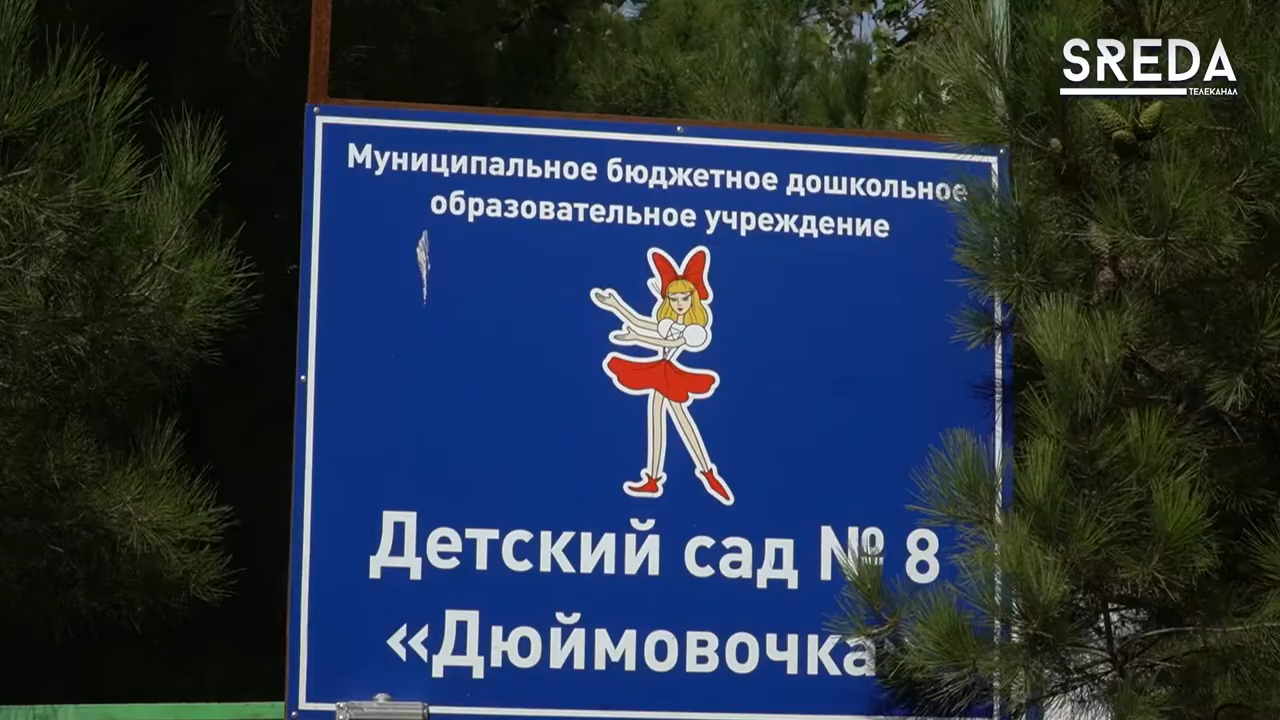 SREDA
ТЕЛЕКАНАЛ
Муниципальное бюджетное дошкольное
образовательное учреждение
Детский сад № 8
«Дюймовочка